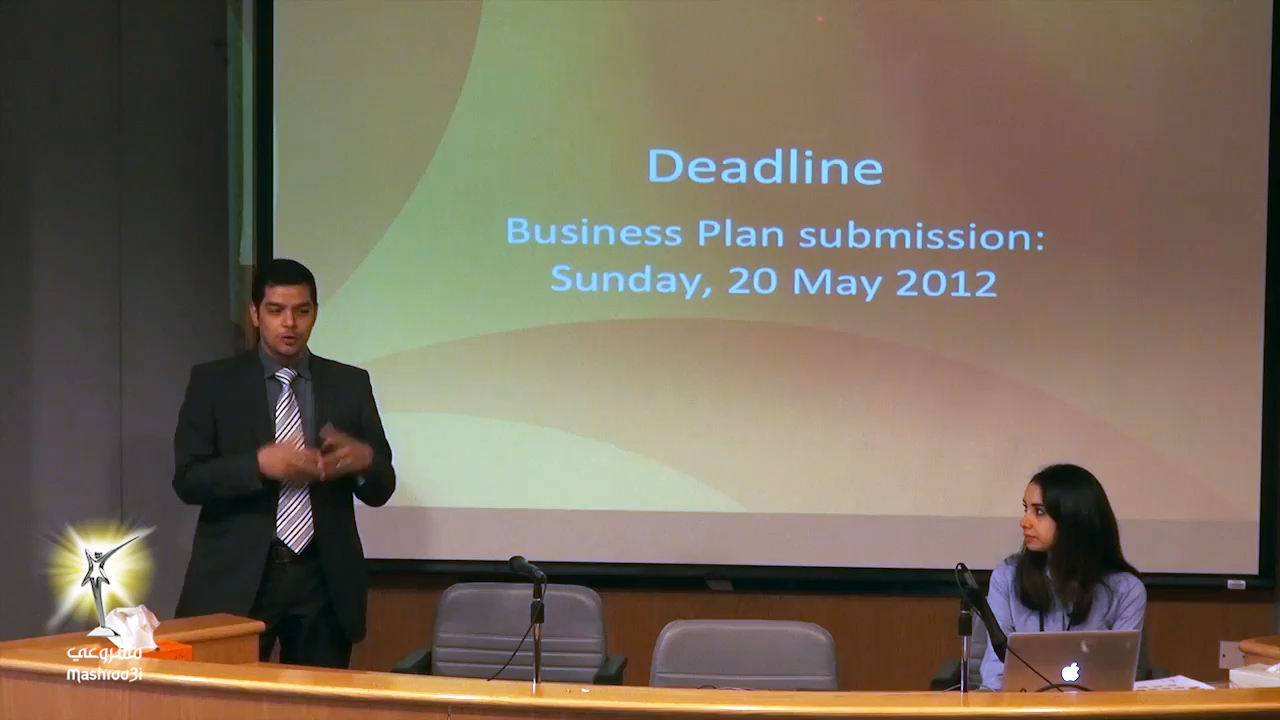 Deadline
Business Plan submission:
Sunday, 20 May 2012
مشروعي
mashroo3i